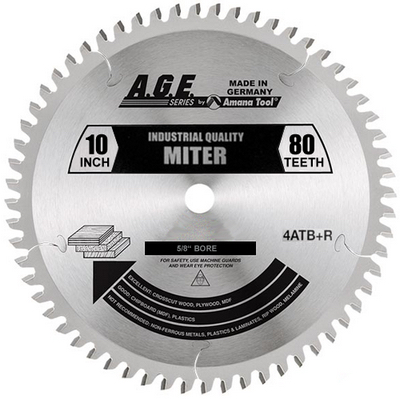 A.G.E.
SERIES by Amana Tool®
MADE IN
GERMANY
10
INCH
INDUSTRIAL QUALITY
MITER
80
TEETH
5/8" BORE
4ATB+R
FOR SAFETY, USE MACHINE GUARDS
AND WEAR EYE PROTECTION
EXCELLENT: CROSSCUT WOOD, PLYWOOD, MDF
GOOD: CHIPBOARD (MDF), PLASTICS
NOT RECOMMENDED: NON-FERROUS METALS, PLASTICS & LAMINATES, RIP WOOD, MELAMINE